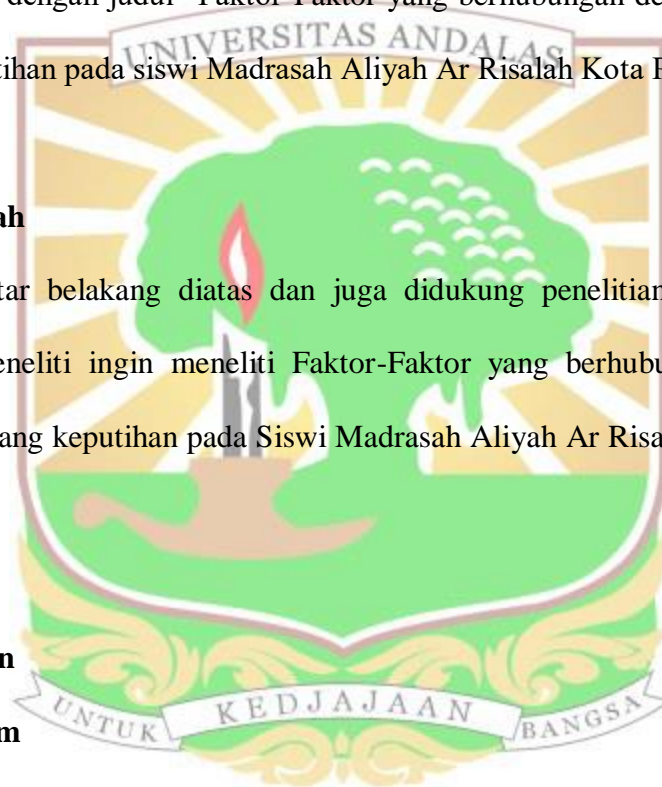 dengan judul "Faktor-Faktor yang berhubungan de
UNIVERSITAS ANDALAS
tihan pada siswi Madrasah Aliyah Ar Risalah Kota
ah
tar belakang diatas dan juga didukung penelitian
eneliti ingin meneliti Faktor-Faktor yang berhubu
ang keputihan pada Siswi Madrasah Aliyah Ar Risa
n
UNTUK KEDJAJAAN BANGSA
m